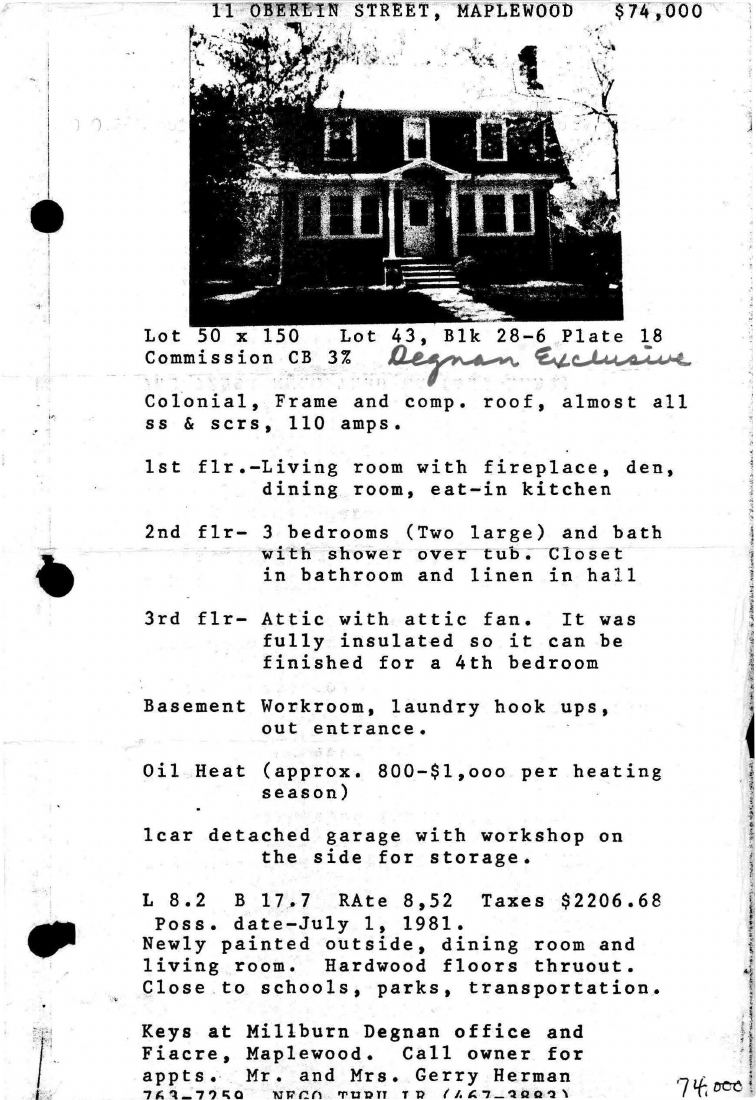 11 OBERLIN STREET, MAPLEWOOD $74,000
Lot 50 x 150 Lot 43, Blk 28-6 Plate 18
Commission CB 3% Degnan Exclusive
Colonial, Frame and comp. roof, almost all
ss & scrs, 110 amps.
1st flr.-Living room with fireplace, den,
dining room, eat-in kitchen
2nd flr- 3 bedrooms (Two large) and bath
with shower over tub. Closet
in bathroom and linen in hall
3rd flr- Attic with attic fan. It was
fully insulated so it can be
finished for a 4th bedroom
Basement Workroom, laundry hook ups,
out entrance.
Oil Heat (approx. 800-$1,ooo per heating
season)
1car detached garage with workshop on
the side for storage.
L 8.2 B 17.7 RAte 8,52 Taxes $2206.68
Poss. date-July 1, 1981.
Newly painted outside, dining room and
living room. Hardwood floors thruout.
Close to schools, parks, transportation.
Keys at Millburn Degnan office and
Fiacre, Maplewood. Call owner for
appts. Mr. and Mrs. Gerry Herman
763-7259 NEGO THRU LR (467-3883)
74,000